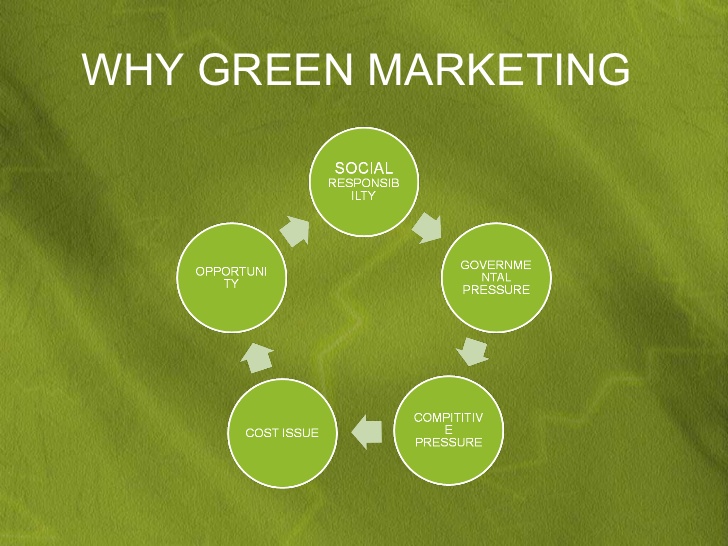 WHY GREEN MARKETING
SOCIAL
RESPONSIB
ILTY
GOVERNME
NTAL
PRESSURE
COMPITITIV
E
PRESSURE
COST ISSUE
OPPORTUNI
TY